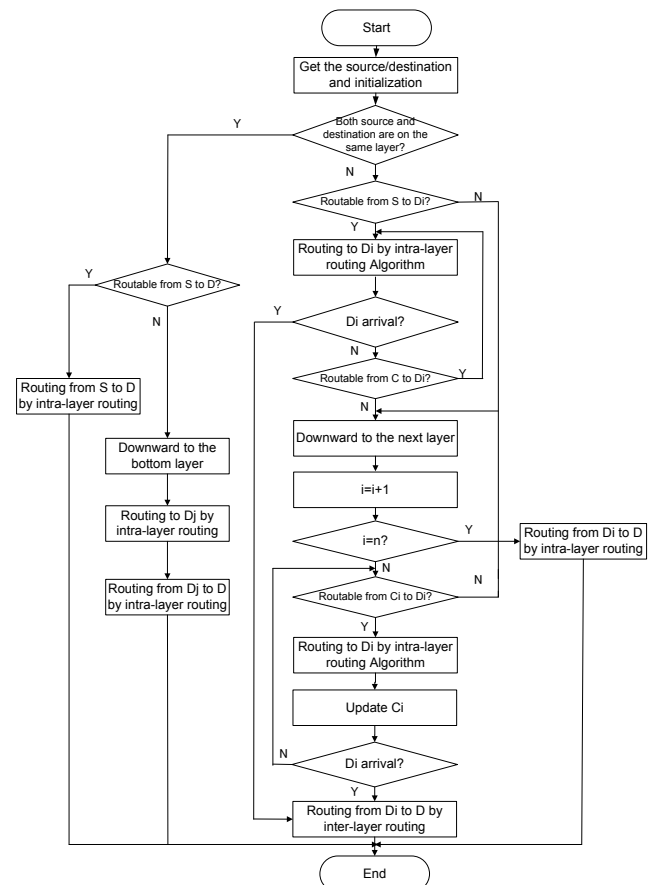 Start
Get the source/destination
and initialization
Y
Both source and
destination are on the
same layer?
N
Routable from S to Di?
N
Y
Routing to Di by intra-layer
routing Algorithm
Y
Routable from S to D?
N
Y
Di arrival?
N
Routable from C to Di?
Y
N
Routing from S to D
by intra-layer routing
Downward to the next layer
Downward to the
bottom layer
i=i+1
Routing to Dj by
intra-layer routing
i=n?
Y
Routing from Di to D
by intra-layer routing
N
Routing from Dj to D
by intra-layer routing
Routable from Ci to Di?
N
Y
Routing to Di by intra-layer
routing Algorithm
Update Ci
N
Di arrival?
Y
Routing from Di to D by
inter-layer routing
End